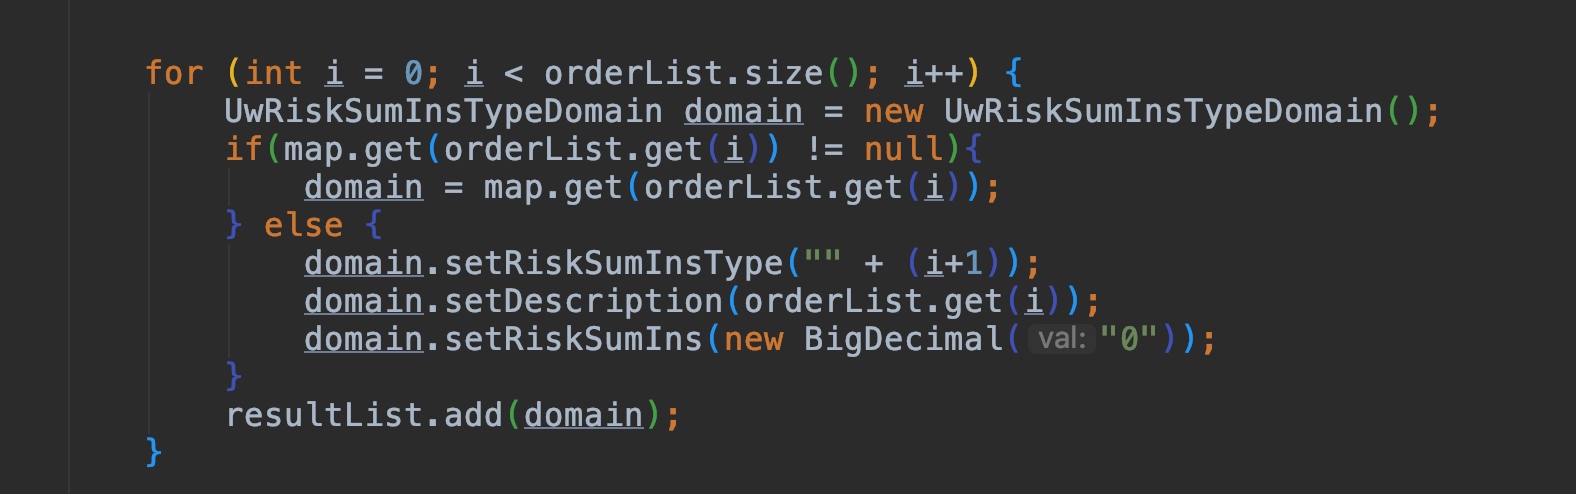 for (int i = 0; i < orderList.size(); i++) {
UwRiskSumInsTypeDomain domain = new UwRiskSumInsTypeDomain();
if(map.get(orderList.get(i)) != null){
domain = map.get(orderList.get(i));
} else {
domain.setRiskSumInsType("" + (i+1));
domain.setDescription(orderList.get(i));
domain.setRiskSumIns(new BigDecimal( val: "0"));
}
resultList.add(domain);
}